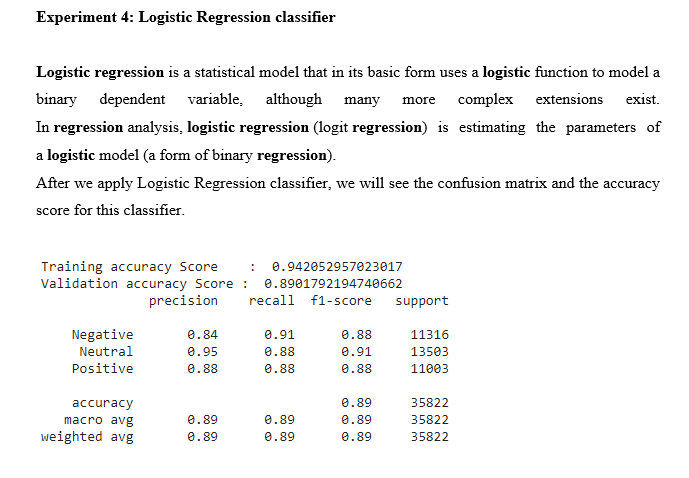 Experiment 4: Logistic Regression classifier
Logistic regression is a statistical model that in its basic form uses a logistic function to model a
binary dependent variable, although many more complex extensions exist.
In regression analysis, logistic regression (logit regression) is estimating the parameters of
a logistic model (a form of binary regression).
After we apply Logistic Regression classifier, we will see the confusion matrix and the accuracy
score for this classifier.
Training accuracy Score : 0.942052957023017
Validation accuracy Score : 0.8901792194740662
precision recall f1-score support
Negative 0.84 0.91 0.88 11316
Neutral 0.95 0.88 0.91 13503
Positive 0.88 0.88 0.88 11003
accuracy 0.89 35822
macro avg 0.89 0.89 0.89 35822
weighted avg 0.89 0.89 0.89 35822